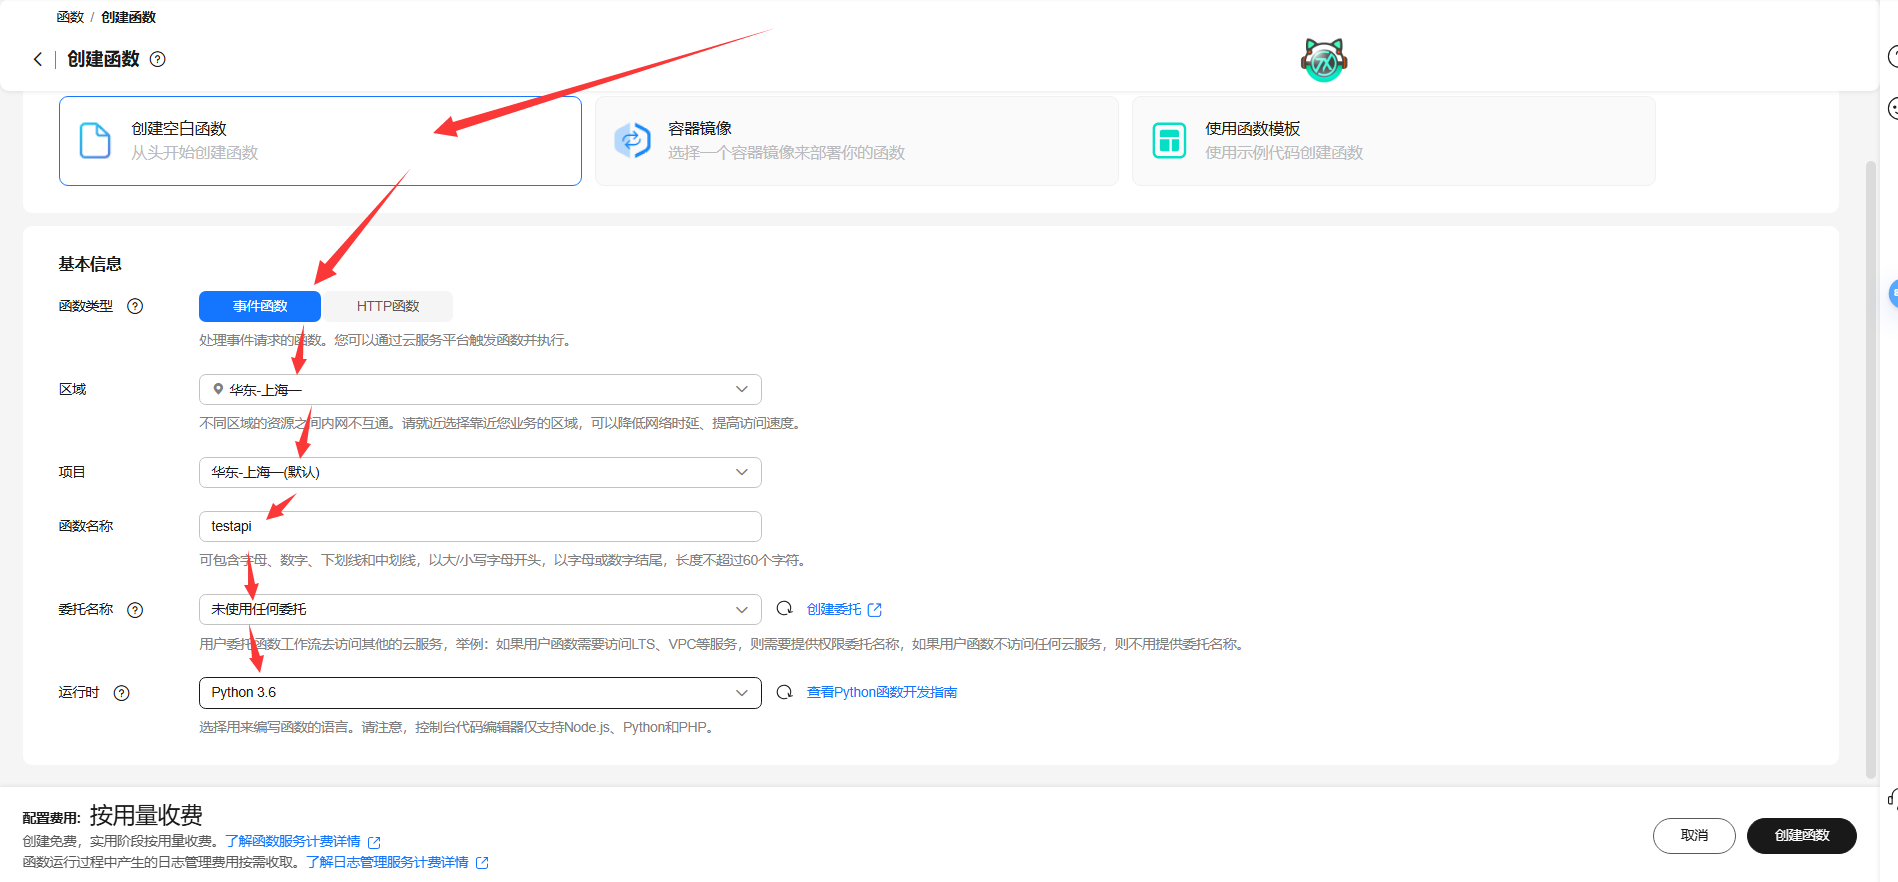 函数 / 创建函数
创建函数
创建空白函数
从头开始创建函数
容器镜像
选择一个容器镜像来部署你的函数
使用函数模板
使用示例代码创建函数
基本信息
函数类型
事件函数
HTTP函数
处理事件请求的函数。您可以通过云服务平台触发函数并执行。
区域
华东-上海一
不同区域的资源之间内网不互通。请就近选择靠近您业务的区域，可以降低网络时延、提高访问速度。
项目
华东-上海一(默认)
函数名称
testapi
可包含字母、数字、下划线和中划线，以大/小写字母开头，以字母或数字结尾，长度不超过60个字符。
委托名称
未使用任何委托
创建委托
用户委托函数工作流去访问其他的云服务，举例：如果用户函数需要访问LTS、VPC等服务，则需要提供权限委托名称，如果用户函数不访问任何云服务，则不用提供委托名称。
运行时
Python 3.6
查看Python函数开发指南
选择用来编写函数的语言。请注意，控制台代码编辑器仅支持Node.js、Python和PHP。
配置费用: 按用量收费
创建免费，实用阶段按用量收费。了解函数服务计费详情
函数运行过程中产生的日志管理费用按需收取。了解日志管理服务计费详情
取消
创建函数